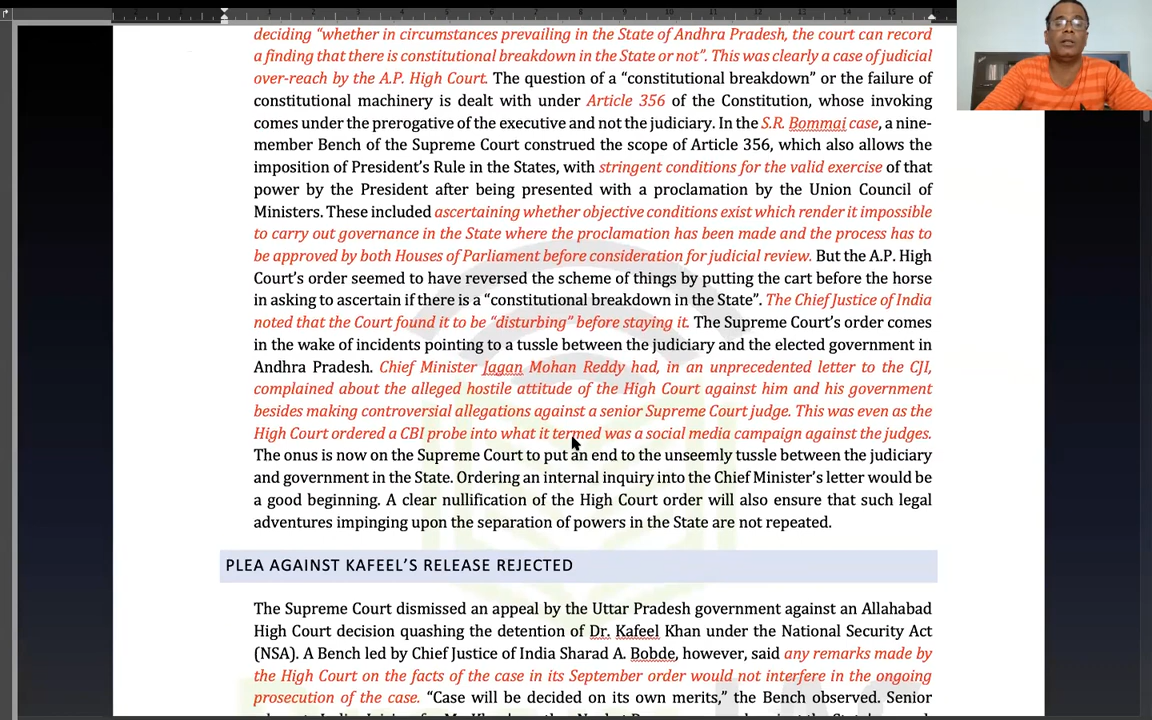 deciding “whether in circumstances prevailing in the State of Andhra Pradesh, the court can record
a finding that there is constitutional breakdown in the State or not”. This was clearly a case of judicial
over-reach by the A.P. High Court. The question of a “constitutional breakdown” or the failure of
constitutional machinery is dealt with under Article 356 of the Constitution, whose invoking
comes under the prerogative of the executive and not the judiciary. In the S.R. Bommai case, a nine-
member Bench of the Supreme Court construed the scope of Article 356, which also allows the
imposition of President’s Rule in the States, with stringent conditions for the valid exercise of that
power by the President after being presented with a proclamation by the Union Council of
Ministers. These included ascertaining whether objective conditions exist which render it impossible
to carry out governance in the State where the proclamation has been made and the process has to
be approved by both Houses of Parliament before consideration for judicial review. But the A.P. High
Court’s order seemed to have reversed the scheme of things by putting the cart before the horse
in asking to ascertain if there is a “constitutional breakdown in the State”. The Chief Justice of India
noted that the Court found it to be “disturbing” before staying it. The Supreme Court’s order comes
in the wake of incidents pointing to a tussle between the judiciary and the elected government in
Andhra Pradesh. Chief Minister Jagan Mohan Reddy had, in an unprecedented letter to the CJI,
complained about the alleged hostile attitude of the High Court against him and his government
besides making controversial allegations against a senior Supreme Court judge. This was even as the
High Court ordered a CBI probe into what it termed was a social media campaign against the judges.
The onus is now on the Supreme Court to put an end to the unseemly tussle between the judiciary
and government in the State. Ordering an internal inquiry into the Chief Minister’s letter would be
a good beginning. A clear nullification of the High Court order will also ensure that such legal
adventures impinging upon the separation of powers in the State are not repeated.
PLEA AGAINST KAFEEL’S RELEASE REJECTED
The Supreme Court dismissed an appeal by the Uttar Pradesh government against an Allahabad
High Court decision quashing the detention of Dr. Kafeel Khan under the National Security Act
(NSA). A Bench led by Chief Justice of India Sharad A. Bobde, however, said any remarks made by
the High Court on the facts of the case in its September order would not interfere in the ongoing
prosecution of the case. “Case will be decided on its own merits,” the Bench observed. Senior